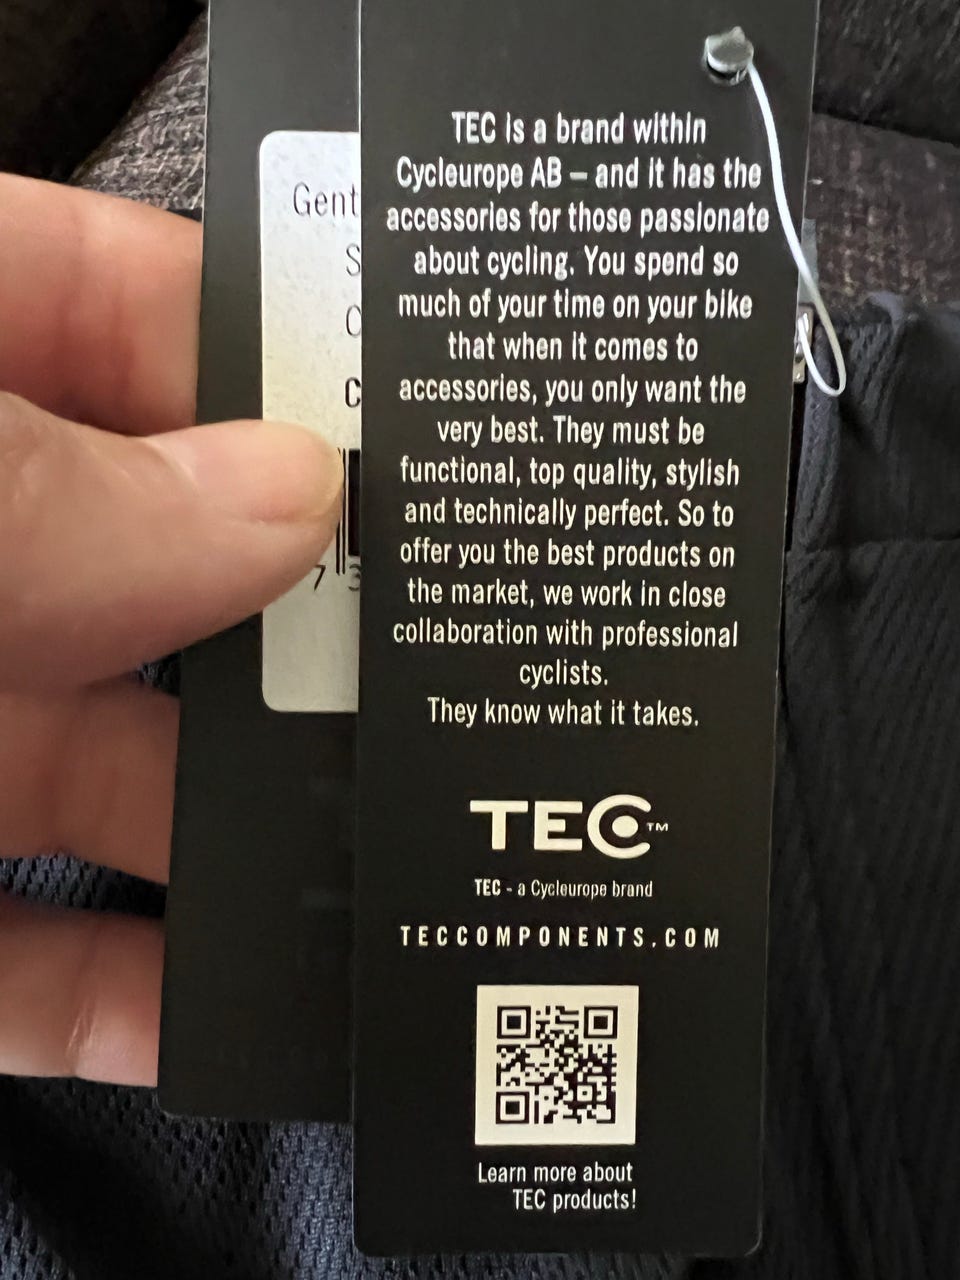 Gent
S
C
C
7 3
TEC is a brand within
Cycleurope AB – and it has the
accessories for those passionate
about cycling. You spend so
much of your time on your bike
that when it comes to
accessories, you only want the
very best. They must be
functional, top quality, stylish
and technically perfect. So to
offer you the best products on
the market, we work in close
collaboration with professional
cyclists.
They know what it takes.
TEC™
TEC - a Cycleurope brand
TECCOMPONENTS.COM
Learn more about
TEC products!